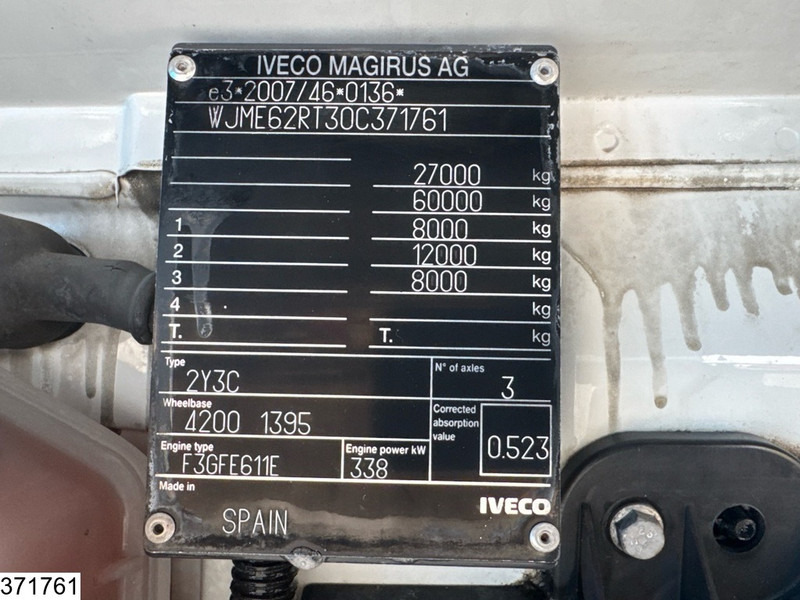 IVECO MAGIRUS AG
e3*2007/46*0136*
WJME62RT30C371761
27000 kg
60000 kg
1 8000 kg
2 12000 kg
3 8000 kg
4 kg
T. T. kg
Type
2Y3C
N° of axles
3
Wheelbase
4200 1395
Corrected absorption value
0.523
Engine type
F3GFE611E
Engine power kW
338
Made in
SPAIN
IVECO
371761